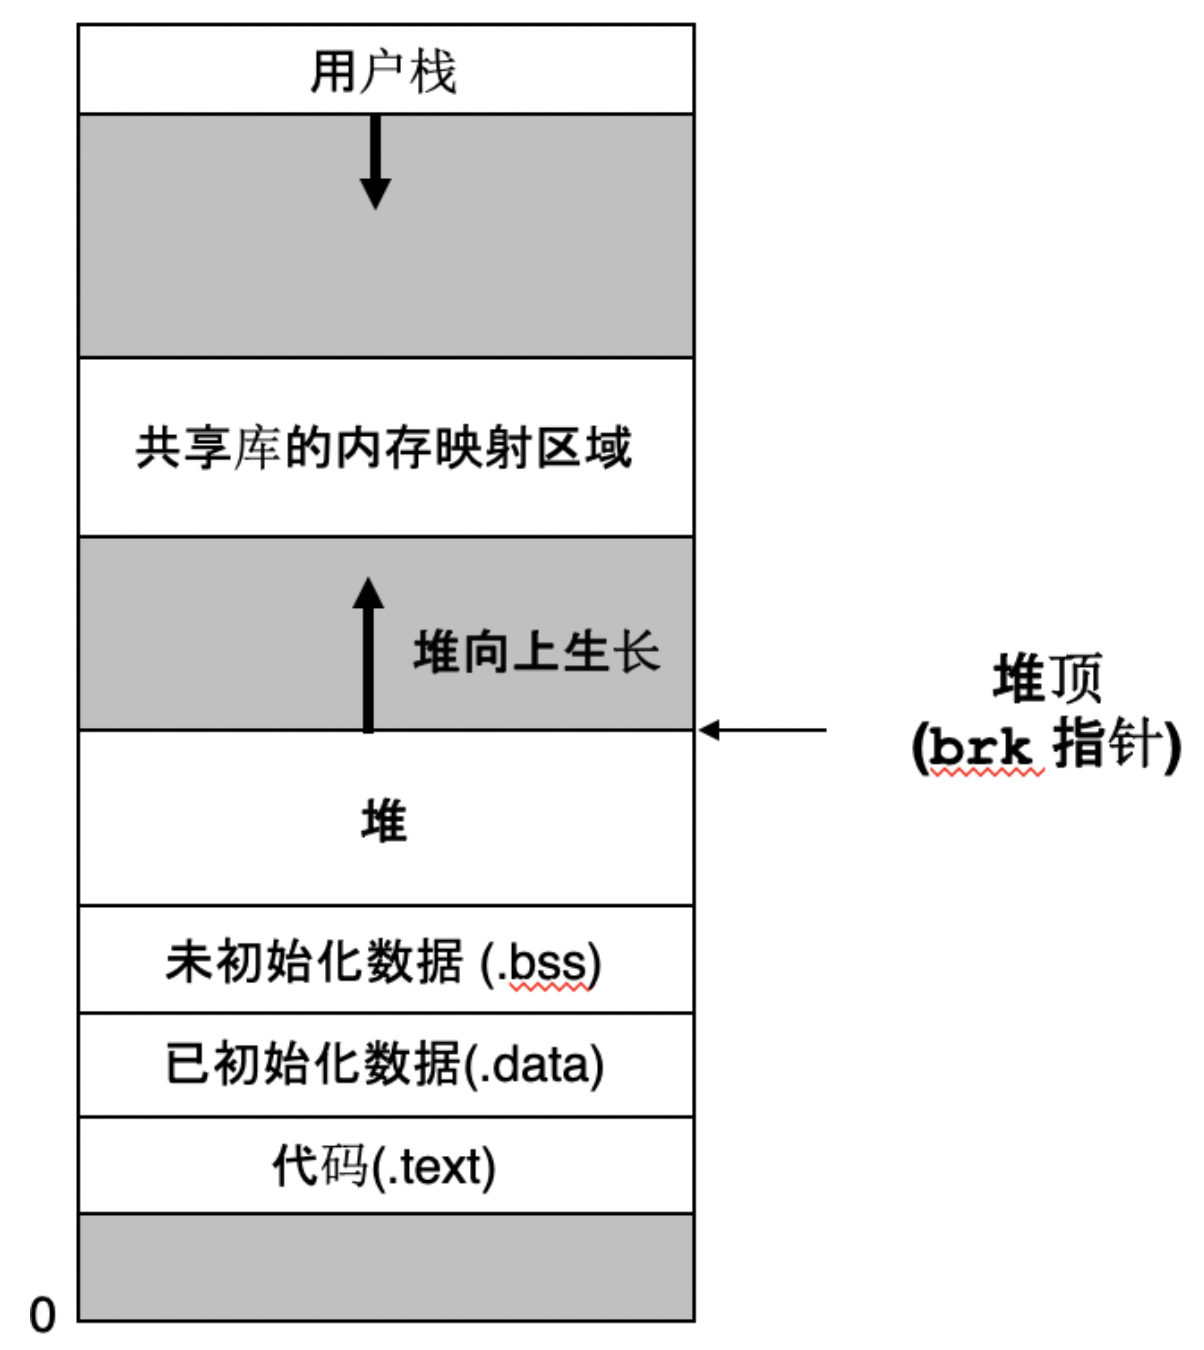 用户栈
共享库的内存映射区域
堆向上生长
堆顶
(brk 指针)
堆
未初始化数据 (.bss)
已初始化数据(.data)
代码(.text)
0